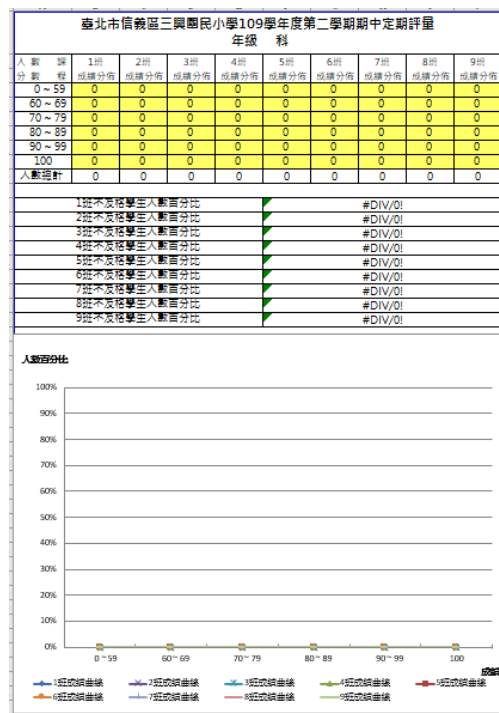 臺北市信義區三興國民小學109學年度第二學期期中定期評量
年級 科
人數 課 1班 2班 3班 4班 5班 6班 7班 8班 9班
分數 程 成績分佈 成績分佈 成績分佈 成績分佈 成績分佈 成績分佈 成績分佈 成績分佈 成績分佈
0 ~ 59 0 0 0 0 0 0 0 0 0
60 ~ 69 0 0 0 0 0 0 0 0 0
70 ~ 79 0 0 0 0 0 0 0 0 0
80 ~ 89 0 0 0 0 0 0 0 0 0
90 ~ 99 0 0 0 0 0 0 0 0 0
100 0 0 0 0 0 0 0 0 0
人數總計 0 0 0 0 0 0 0 0 0
1班不及格學生人數百分比 #DIV/0!
2班不及格學生人數百分比 #DIV/0!
3班不及格學生人數百分比 #DIV/0!
4班不及格學生人數百分比 #DIV/0!
5班不及格學生人數百分比 #DIV/0!
6班不及格學生人數百分比 #DIV/0!
7班不及格學生人數百分比 #DIV/0!
8班不及格學生人數百分比 #DIV/0!
9班不及格學生人數百分比 #DIV/0!
人數百分比
100%
90%
80%
70%
60%
50%
40%
30%
20%
10%
0%
0 ~ 59 60 ~ 69 70 ~ 79 80 ~ 89 90 ~ 99 100
成績
1班成績曲線 2班成績曲線 3班成績曲線 4班成績曲線 5班成績曲線
6班成績曲線 7班成績曲線 8班成績曲線 9班成績曲線